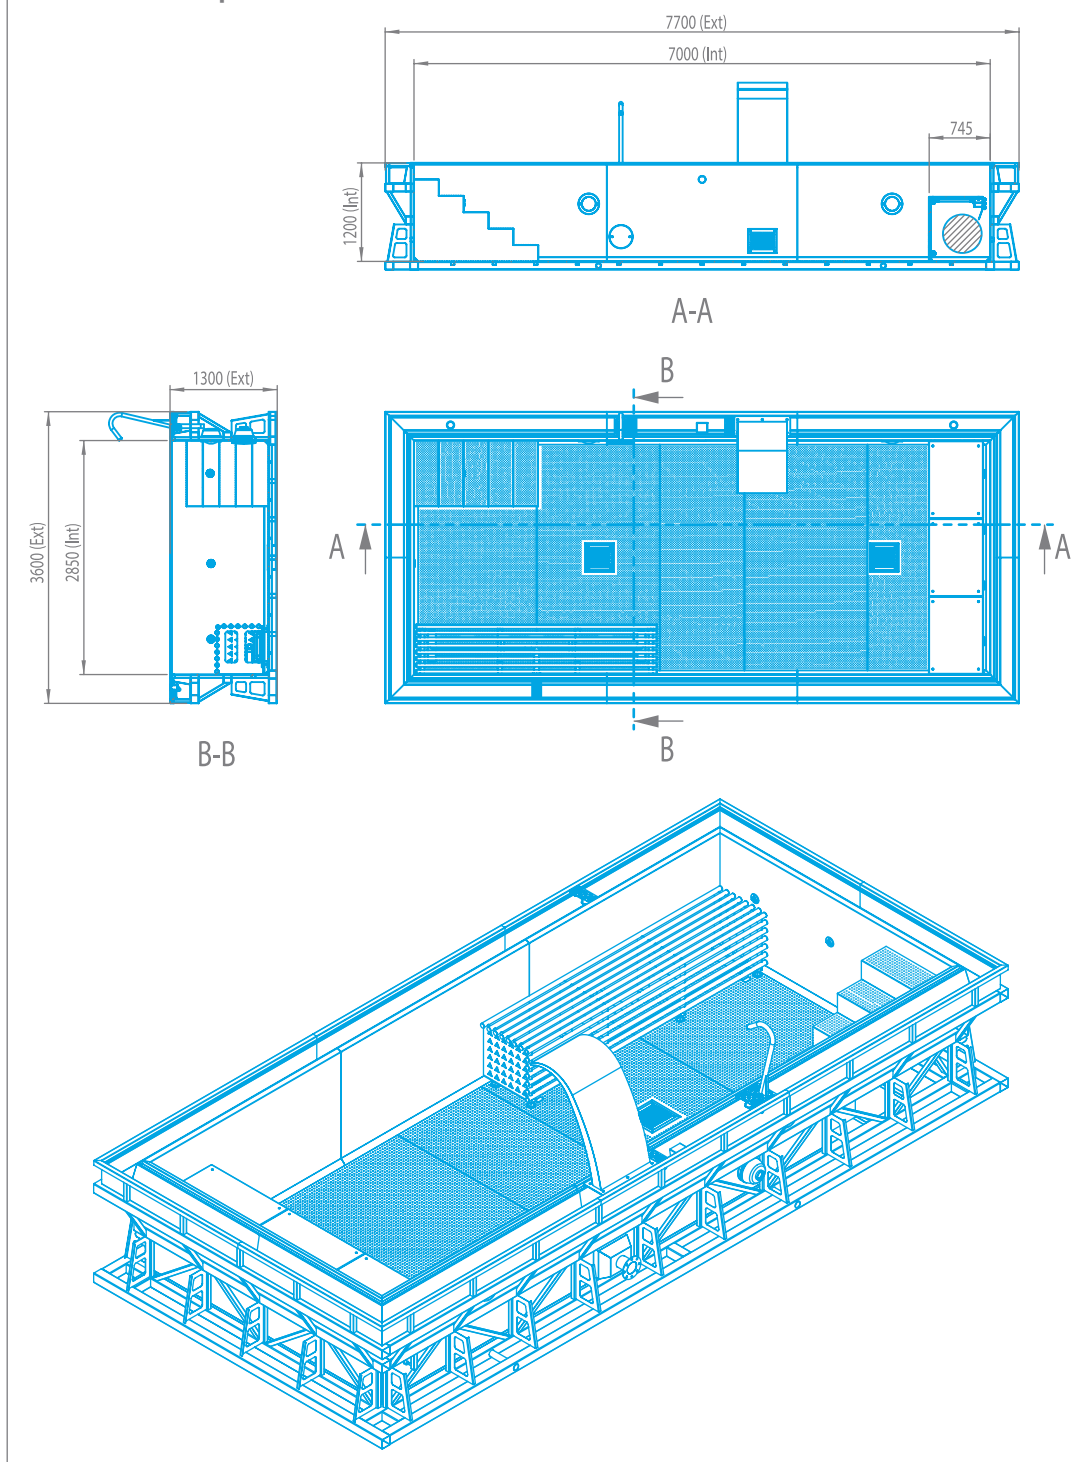 7700 (Ext)
7000 (Int)
745
1200 (Int)
A-A
B
1300 (Ext)
3600 (Ext)
2850 (Int)
A
A
B
B-B